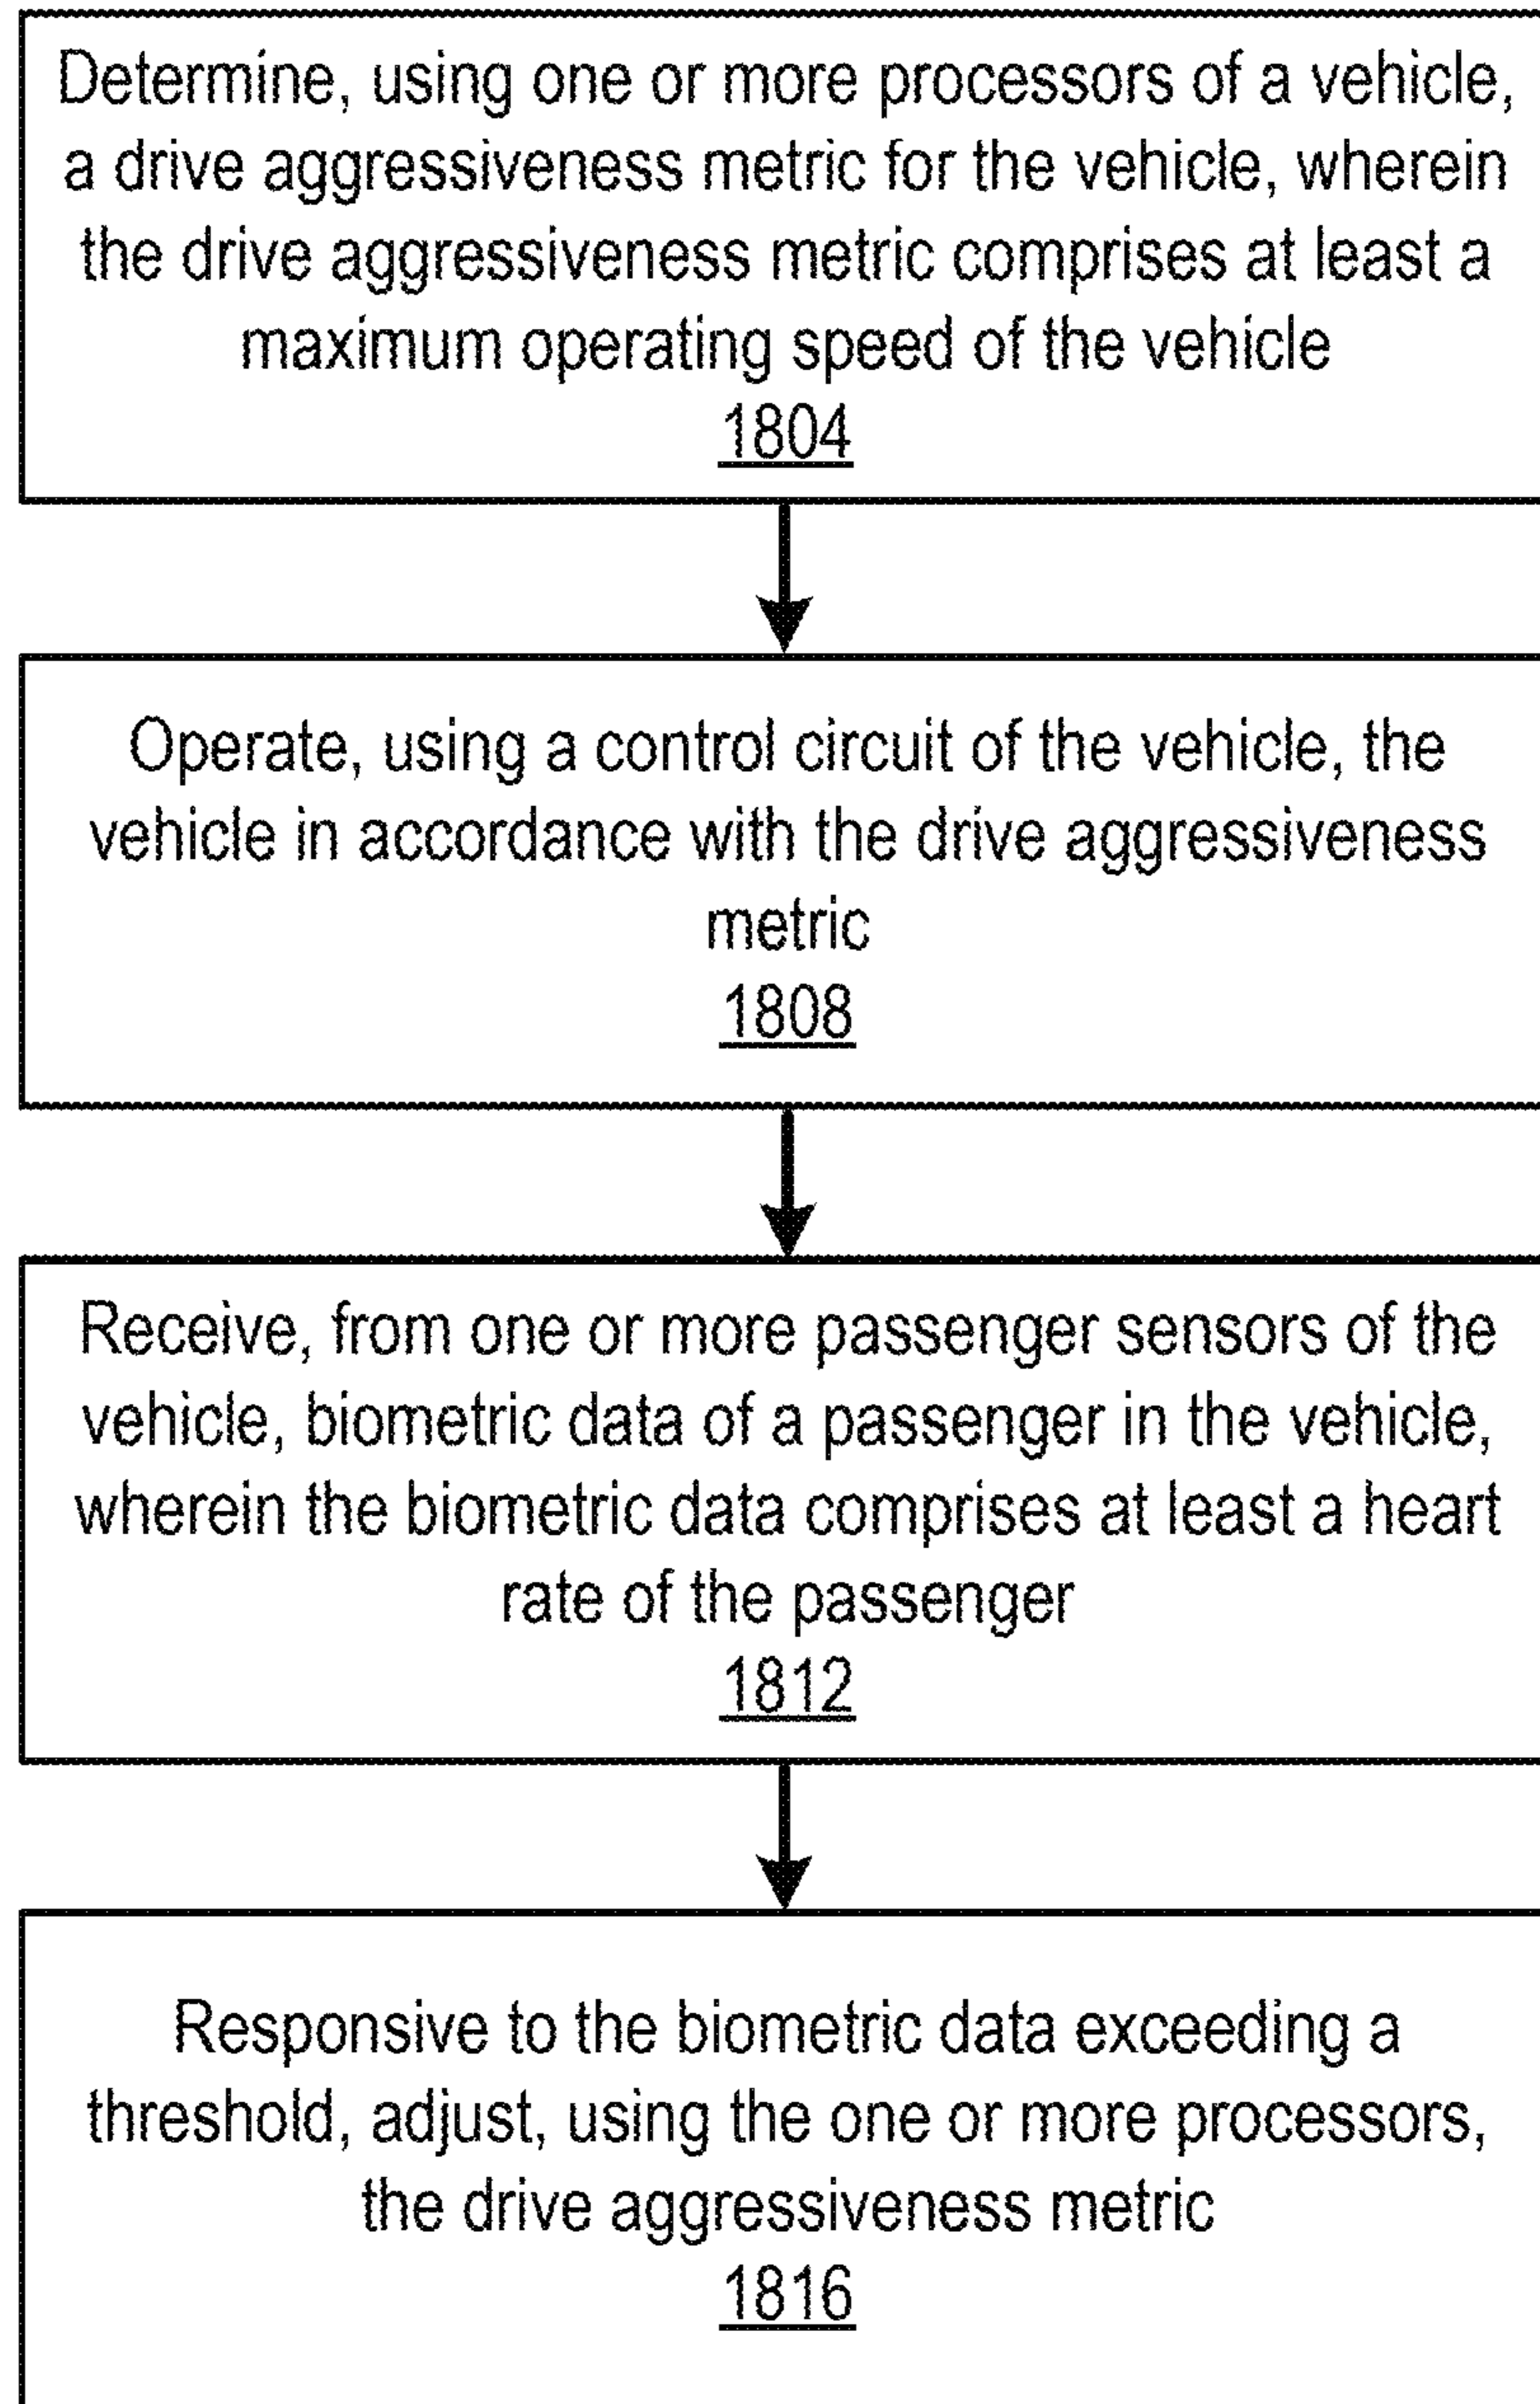 Determine, using one or more processors of a vehicle,
a drive aggressiveness metric for the vehicle, wherein
the drive aggressiveness metric comprises at least a
maximum operating speed of the vehicle
1804
Operate, using a control circuit of the vehicle, the
vehicle in accordance with the drive aggressiveness
metric
1808
Receive, from one or more passenger sensors of the
vehicle, biometric data of a passenger in the vehicle,
wherein the biometric data comprises at least a heart
rate of the passenger
1812
Responsive to the biometric data exceeding a
threshold, adjust, using the one or more processors,
the drive aggressiveness metric
1816